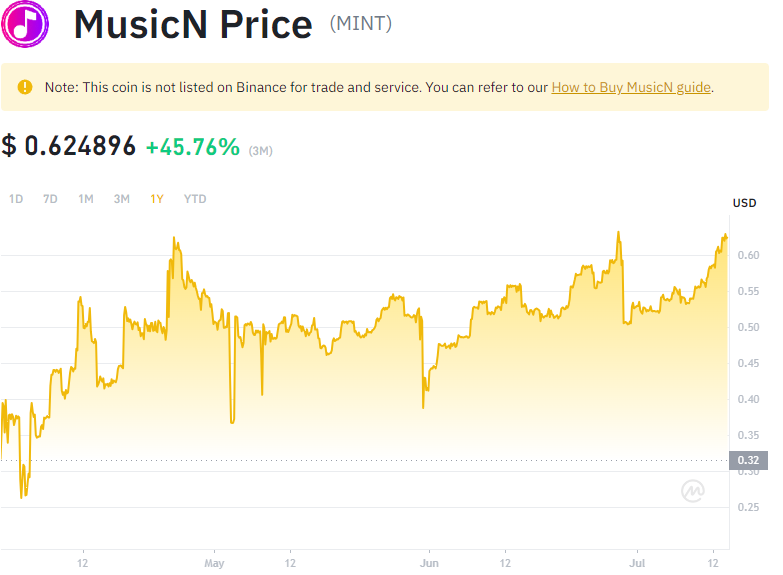 MusicN Price (MINT)
Note: This coin is not listed on Binance for trade and service. You can refer to our How to Buy MusicN guide.
$ 0.624896 +45.76% (3M)
1D 7D 1M 3M 1Y YTD
USD
0.60
0.55
0.50
0.45
0.40
0.35
0.32
0.30
0.25
12 May 12 Jun 12 Jul 12